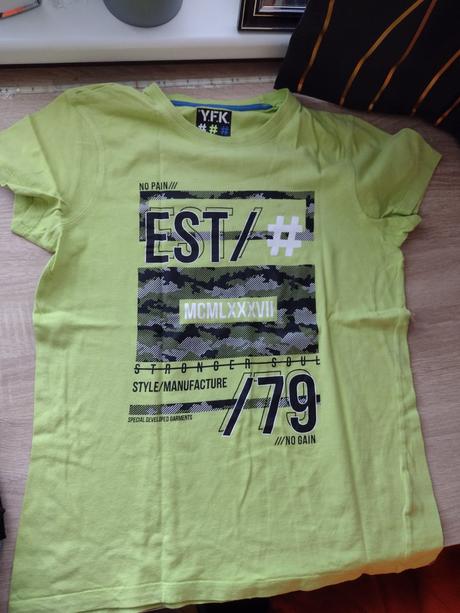 Y.F.K.
###
NO PAIN///
EST/#
MCMLXXXVII
STRONGER SOUL
STYLE/MANUFACTURE
/79
SPECIAL DEVELOPED GARMENTS
///NO GAIN